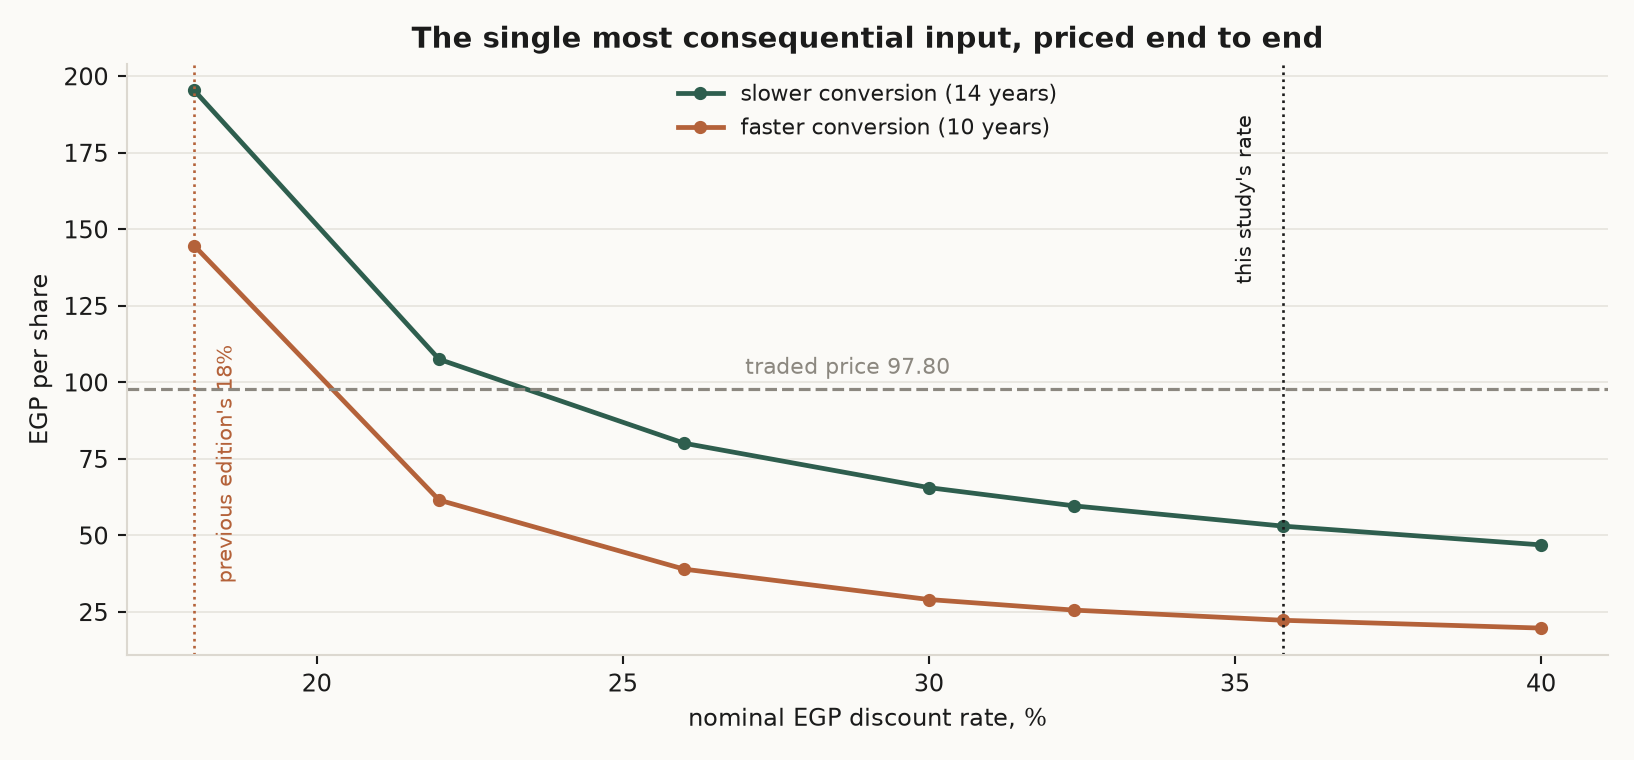 The single most consequential input, priced end to end
slower conversion (14 years)
faster conversion (10 years)
this study's rate
previous edition's 18%
traded price 97.80
EGP per share
200
175
150
125
100
75
50
25
20
25
30
35
40
nominal EGP discount rate, %